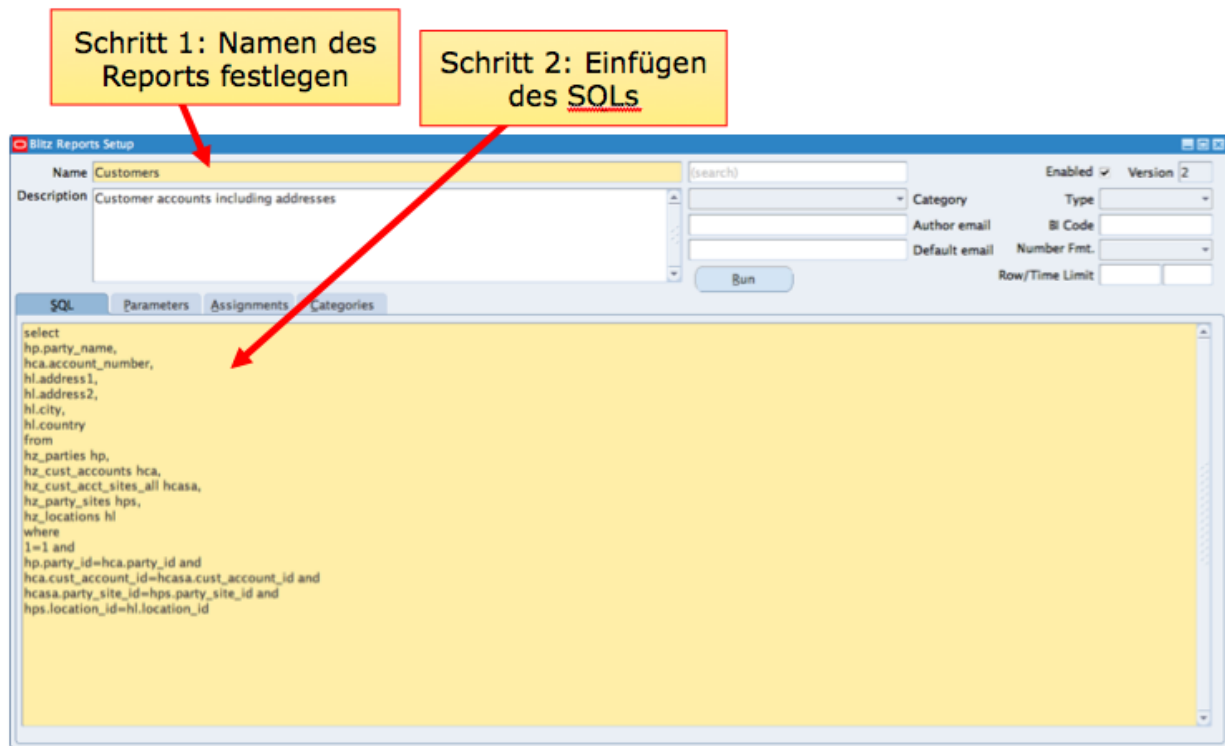 Schritt 1: Namen des
Reports festlegen
Schritt 2: Einfügen
des SQLs
Blitz Reports Setup
Name Customers (search) Enabled Version 2
Description Customer accounts including addresses Category Type
Author email BI Code
Default email Number Fmt.
Run Row/Time Limit
SQL Parameters Assignments Categories
select
hp.party_name,
hca.account_number,
hl.address1,
hl.address2,
hl.city,
hl.country
from
hz_parties hp,
hz_cust_accounts hca,
hz_cust_acct_sites_all hcasa,
hz_party_sites hps,
hz_locations hl
where
1=1 and
hp.party_id=hca.party_id and
hca.cust_account_id=hcasa.cust_account_id and
hcasa.party_site_id=hps.party_site_id and
hps.location_id=hl.location_id